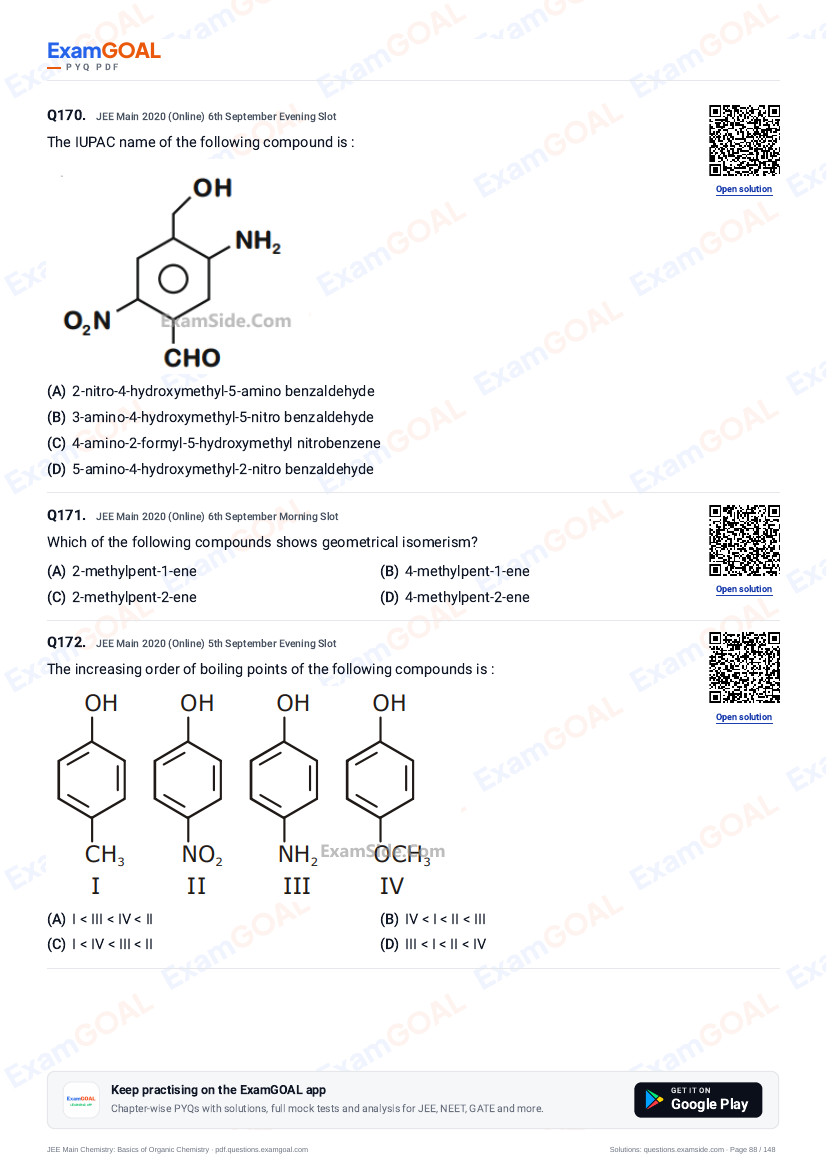 ExamGOAL
PYQ PDF
Q170. JEE Main 2020 (Online) 6th September Evening Slot
The IUPAC name of the following compound is :
Open solution
OH
NH2
O2N
ExamSide.Com
CHO
(A) 2-nitro-4-hydroxymethyl-5-amino benzaldehyde
(B) 3-amino-4-hydroxymethyl-5-nitro benzaldehyde
(C) 4-amino-2-formyl-5-hydroxymethyl nitrobenzene
(D) 5-amino-4-hydroxymethyl-2-nitro benzaldehyde
Q171. JEE Main 2020 (Online) 6th September Morning Slot
Which of the following compounds shows geometrical isomerism?
(A) 2-methylpent-1-ene (B) 4-methylpent-1-ene
Open solution
(C) 2-methylpent-2-ene (D) 4-methylpent-2-ene
Q172. JEE Main 2020 (Online) 5th September Evening Slot
The increasing order of boiling points of the following compounds is :
OH OH OH OH
Open solution
CH3 NO2 NH2 OCH3
ExamSide.Com
I II III IV
(A) I < III < IV < II (B) IV < I < II < III
(C) I < IV < III < II (D) III < I < II < IV
Keep practising on the ExamGOAL app
Chapter-wise PYQs with solutions, full mock tests and analysis for JEE, NEET, GATE and more.
GET IT ON
Google Play
JEE Main Chemistry: Basics of Organic Chemistry · pdf.questions.examgoal.com
Solutions: questions.examside.com · Page 88 / 148